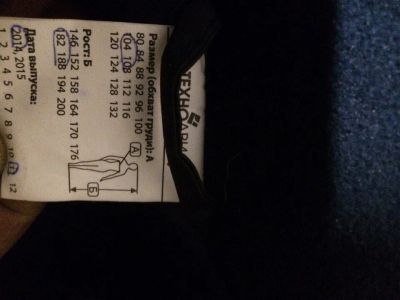 ТЕХНОАВИА
Размер (обхват груди): А
80 84 88 92 96 100
104 108 112 116
120 124 128 132
Рост: Б
146 152 158 164 170 176
182 188 194 200
Дата выпуска:
2014, 2015
1 2 3 4 5 6 7 8 9 10 11 12
А
Б